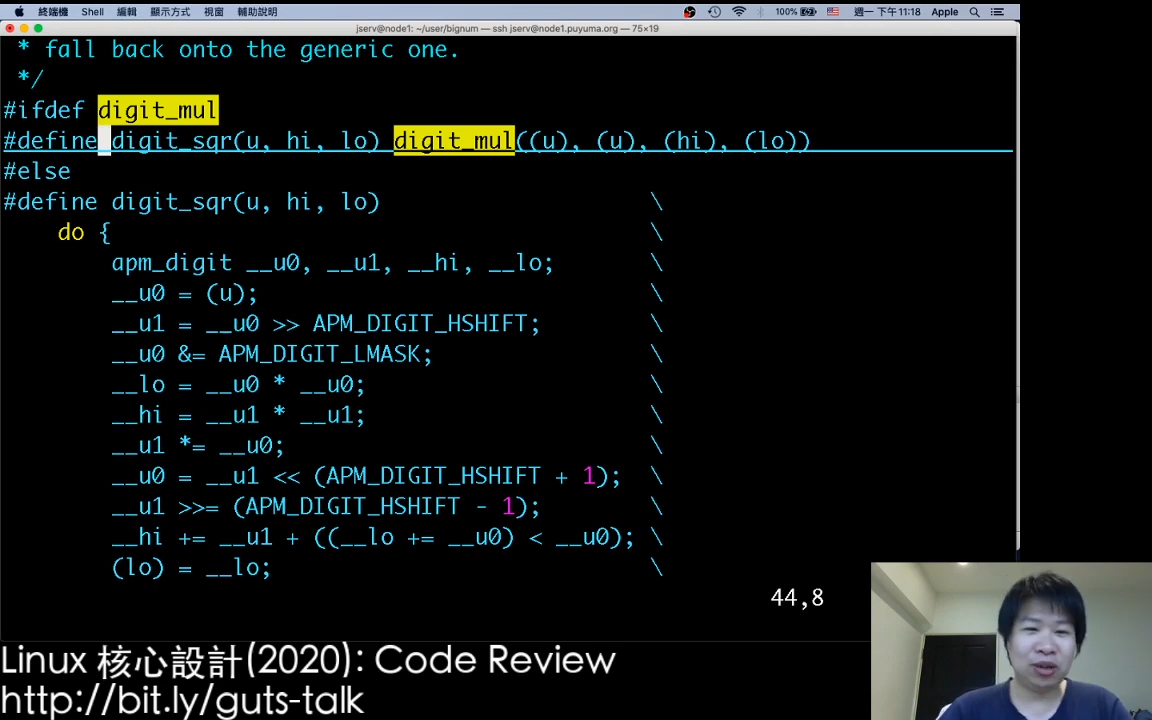 終端機 Shell 編輯 顯示方式 視窗 輔助說明 100% 週一 下午11:18 Apple
jserv@node1: ~/user/bignum — ssh jserv@node1.puyuma.org — 75×19
* fall back onto the generic one.
*/
#ifdef digit_mul
#define digit_sqr(u, hi, lo) digit_mul((u), (u), (hi), (lo))
#else
#define digit_sqr(u, hi, lo) \
do { \
apm_digit __u0, __u1, __hi, __lo; \
__u0 = (u); \
__u1 = __u0 >> APM_DIGIT_HSHIFT; \
__u0 &= APM_DIGIT_LMASK; \
__lo = __u0 * __u0; \
__hi = __u1 * __u1; \
__u1 *= __u0; \
__u0 = __u1 << (APM_DIGIT_HSHIFT + 1); \
__u1 >>= (APM_DIGIT_HSHIFT - 1); \
__hi += __u1 + ((__lo += __u0) < __u0); \
(lo) = __lo; \
44,8
Linux 核心設計(2020): Code Review
http://bit.ly/guts-talk